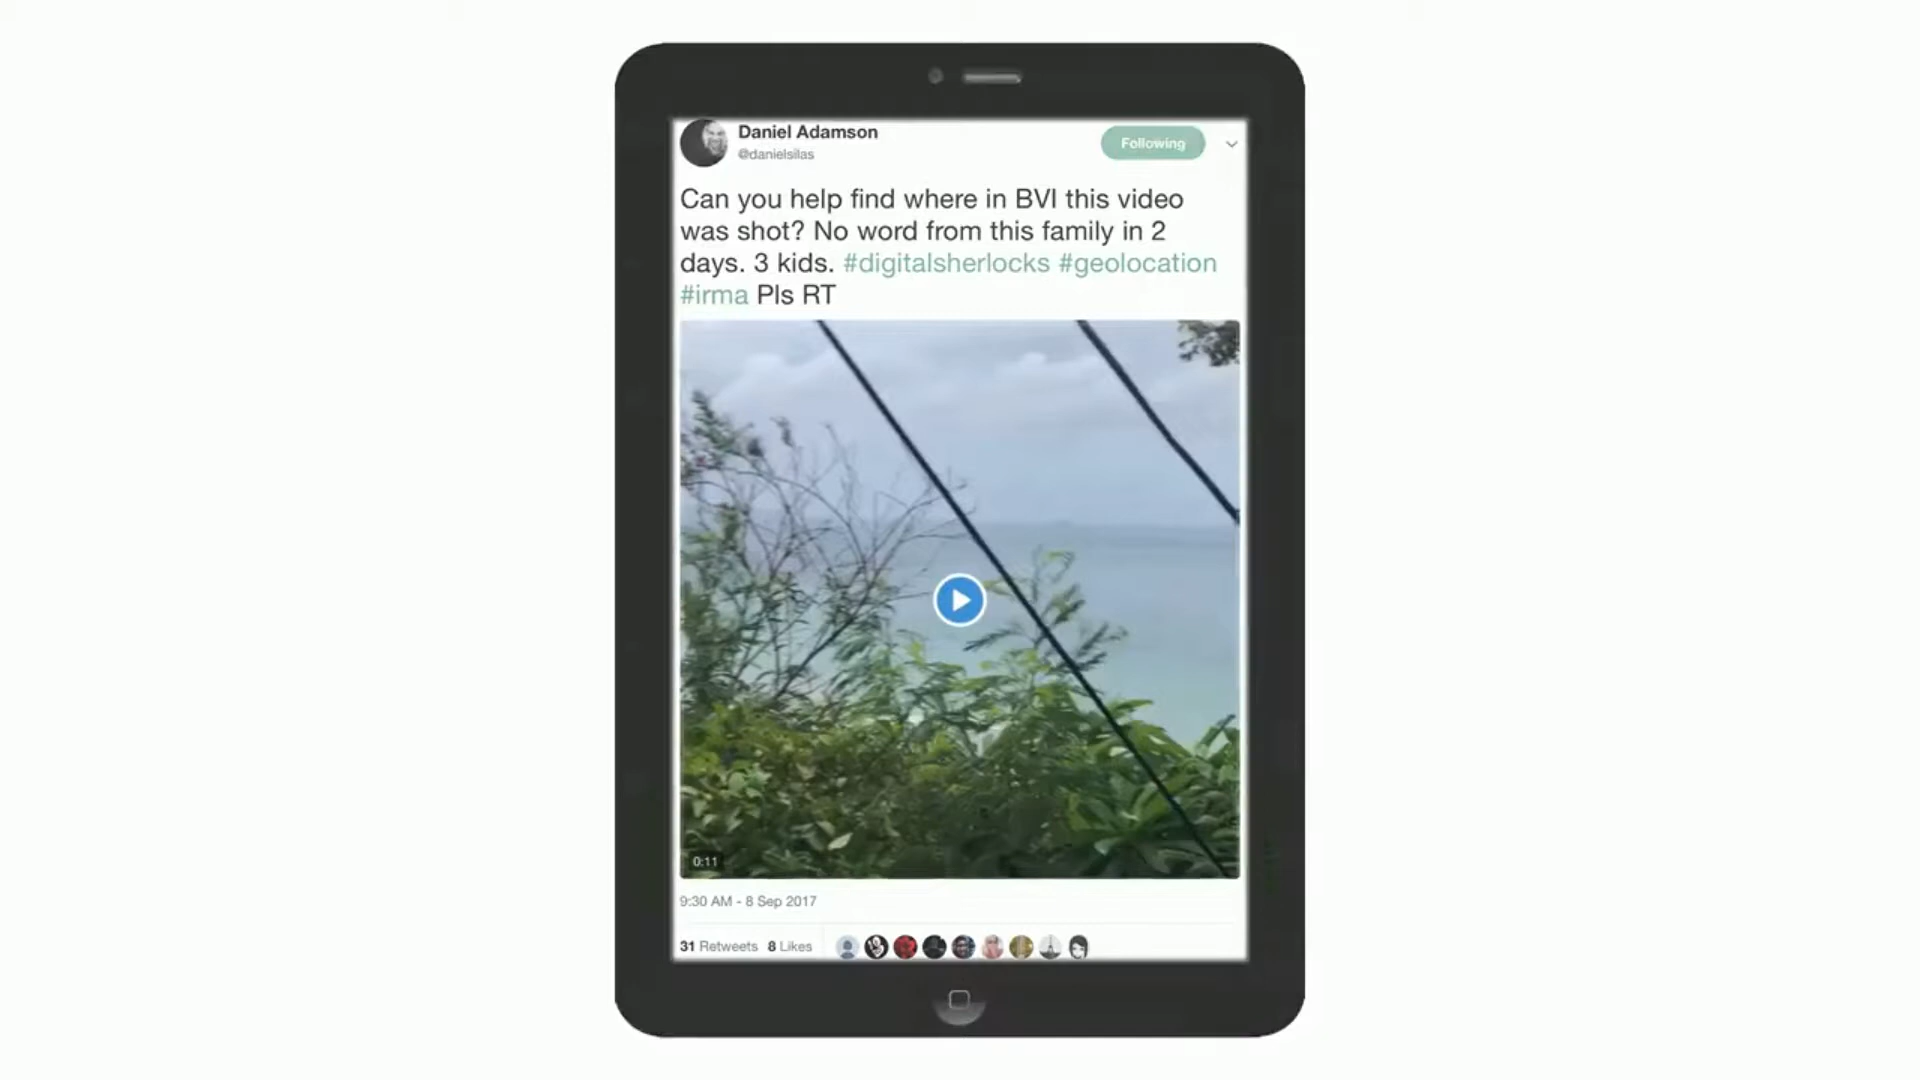 Daniel Adamson
@danielsilas
Following
Can you help find where in BVI this video
was shot? No word from this family in 2
days. 3 kids. #digitalsherlocks #geolocation
#irma Pls RT
0:11
9:30 AM - 8 Sep 2017
31 Retweets 8 Likes